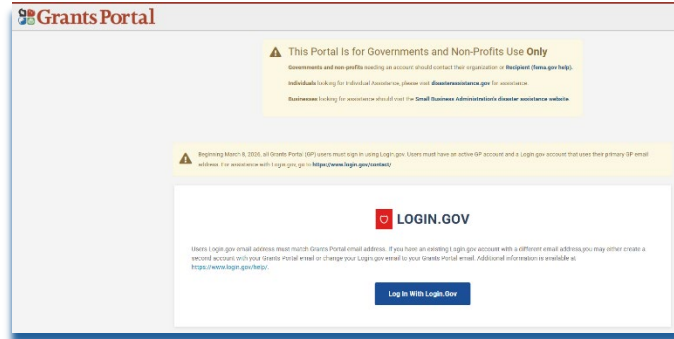 Grants Portal
This Portal Is for Governments and Non-Profits Use Only
Governments and non-profits needing an account should contact their organization or Recipient (fema.gov help).
Individuals looking for Individual Assistance, please visit disasterassistance.gov for assistance.
Businesses looking for assistance should visit the Small Business Administration's disaster assistance website.
Beginning March 8, 2026, all Grants Portal (GP) users must sign in using Login.gov. Users must have an active GP account and a Login.gov account that uses their primary GP email
address. For assistance with Login.gov, go to https://www.login.gov/contact/
LOGIN.GOV
Users Login.gov email address must match Grants Portal email address. If you have an existing Login.gov account with a different email address,you may either create a
second account with your Grants Portal email or change your Login.gov email to your Grants Portal email. Additional information is available at
https://www.login.gov/help/.
Log In With Login.Gov